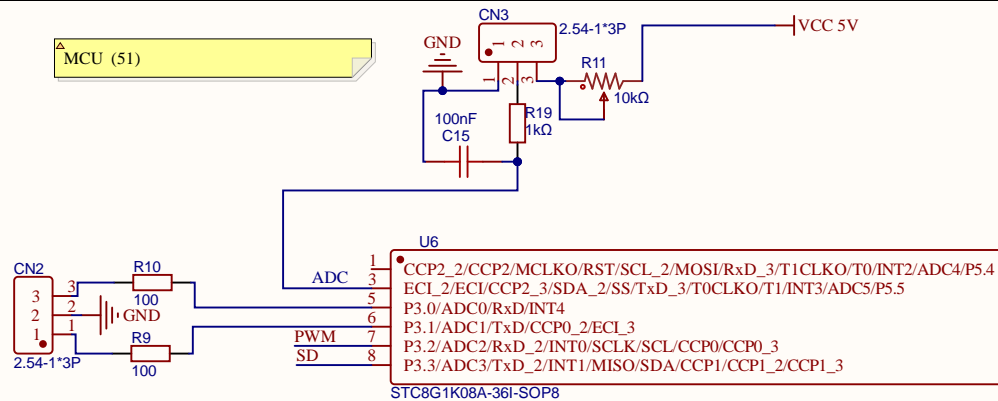 CN3
1 2 3
2.54-1*3P
VCC 5V
MCU (51)
GND
R11
1 2 3
10kΩ
100nF
C15
R19
1kΩ
U6
CN2
R10
ADC
1
CCP2_2/CCP2/MCLKO/RST/SCL_2/MOSI/RxD_3/T1CLKO/T0/INT2/ADC4/P5.4
3
3
100
3
ECI_2/ECI/CCP2_3/SDA_2/SS/TxD_3/T0CLKO/T1/INT3/ADC5/P5.5
2
2
GND
5
P3.0/ADC0/RxD/INT4
1
1
R9
6
P3.1/ADC1/TxD/CCP0_2/ECI_3
PWM
7
P3.2/ADC2/RxD_2/INT0/SCLK/SCL/CCP0/CCP0_3
2.54-1*3P
100
SD
8
P3.3/ADC3/TxD_2/INT1/MISO/SDA/CCP1/CCP1_2/CCP1_3
STC8G1K08A-36I-SOP8